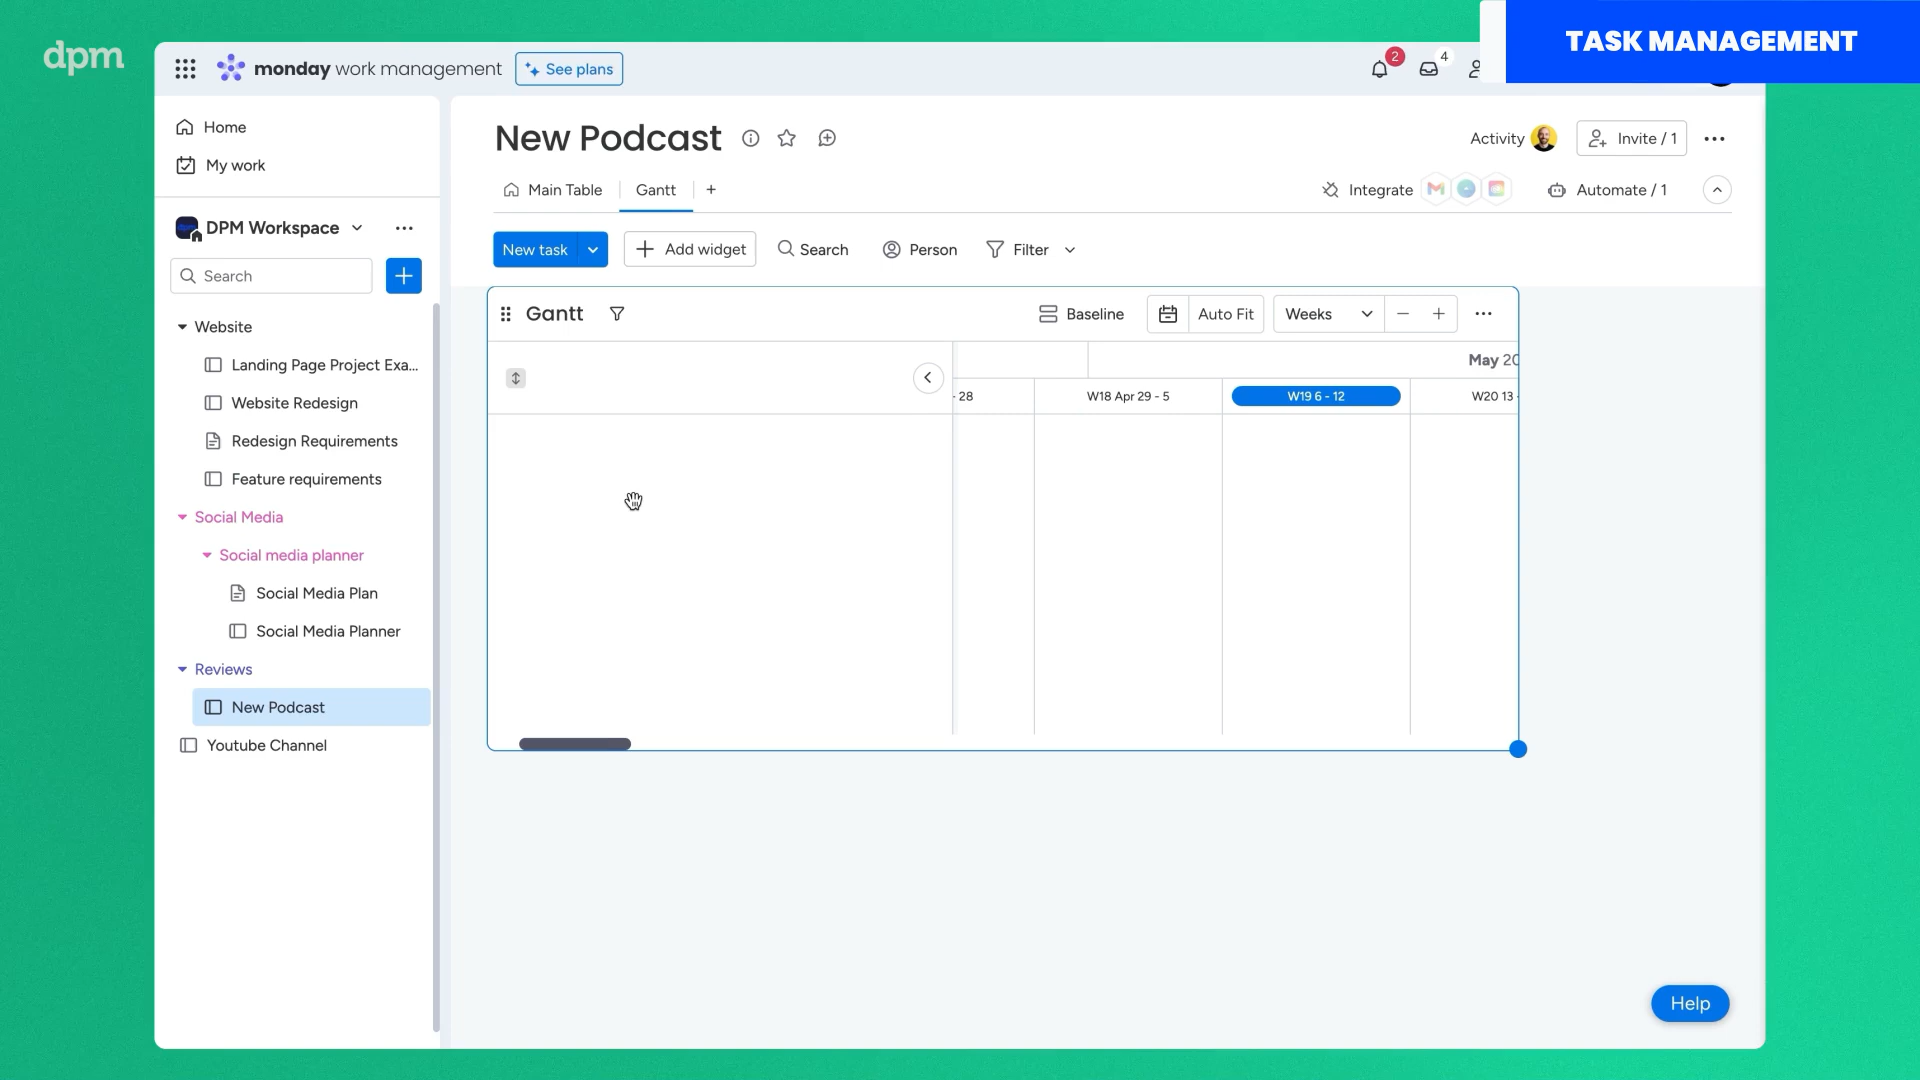 dpm
TASK MANAGEMENT
monday work management
See plans
2
4
Home
My work
DPM Workspace
Search
Website
Landing Page Project Exa...
Website Redesign
Redesign Requirements
Feature requirements
Social Media
Social media planner
Social Media Plan
Social Media Planner
Reviews
New Podcast
Youtube Channel
New Podcast
Activity
Invite / 1
Main Table
Gantt
Integrate
Automate / 1
New task
Add widget
Search
Person
Filter
Gantt
Baseline
Auto Fit
Weeks
May 20
- 28
W18 Apr 29 - 5
W19 6 - 12
W20 13 -
Help